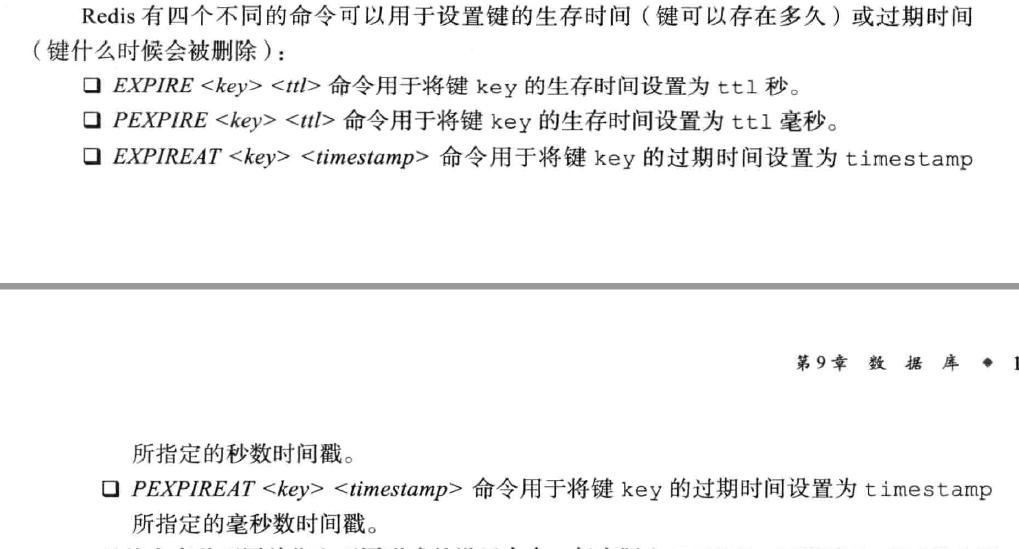 Redis 有四个不同的命令可以用于设置键的生存时间（键可以存在多久）或过期时间
（键什么时候会被删除）：
❑ EXPIRE <key> <ttl> 命令用于将键 key 的生存时间设置为 ttl 秒。
❑ PEXPIRE <key> <ttl> 命令用于将键 key 的生存时间设置为 ttl 毫秒。
❑ EXPIREAT <key> <timestamp> 命令用于将键 key 的过期时间设置为 timestamp
第9章 数 据 库 ◆
所指定的秒数时间戳。
❑ PEXPIREAT <key> <timestamp> 命令用于将键 key 的过期时间设置为 timestamp
所指定的毫秒数时间戳。